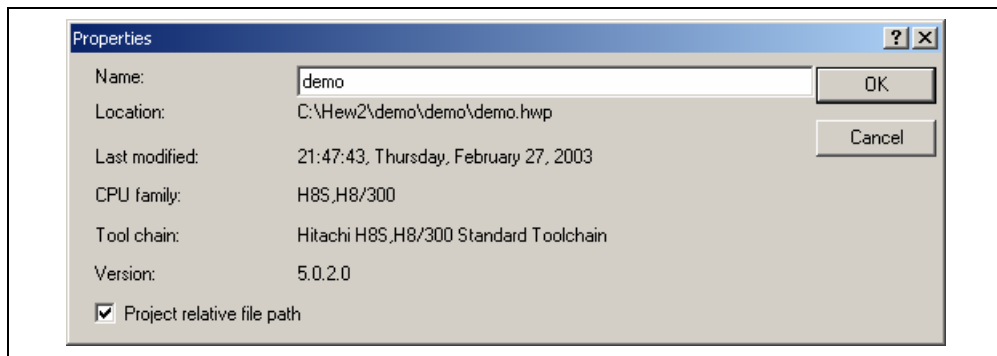 Properties
Name: demo OK
Location: C:\Hew2\demo\demo\demo.hwp
Cancel
Last modified: 21:47:43, Thursday, February 27, 2003
CPU family: H8S,H8/300
Tool chain: Hitachi H8S,H8/300 Standard Toolchain
Version: 5.0.2.0
Project relative file path